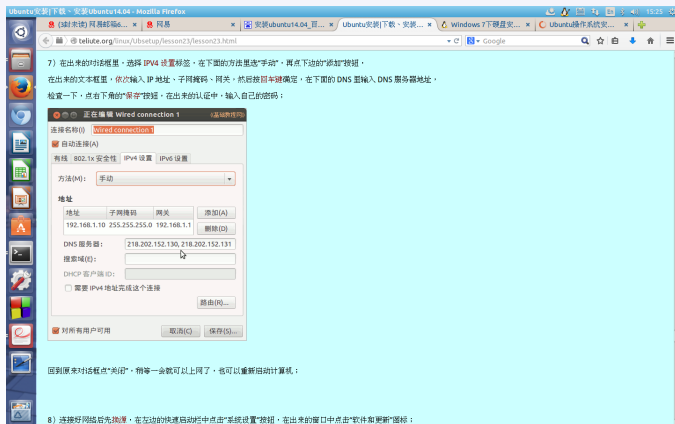 Ubuntu安装|下载、安装Ubuntu14.04 - Mozilla Firefox
15:25
(3封未读) 网易邮箱6... ×
网易 ×
安装ubuntu14.04_百... ×
Ubuntu安装|下载、安装... ×
Windows 7下硬盘安... ×
Ubuntu操作系统安... ×
teliute.org/linux/Ubsetup/lesson23/lesson23.html
Google
7）在出来的对话框里，选择 IPV4 设置标签，在下面的方法里选"手动"，再点下边的"添加"按钮，
在出来的文本框里，依次输入 IP 地址、子网掩码、网关，然后按回车键确定，在下面的 DNS 里输入 DNS 服务器地址，
检查一下，点右下角的"保存"按钮，在出来的认证中，输入自己的密码；
正在编辑 Wired connection 1
连接名称(I) Wired connection 1
自动连接(A)
有线 802.1x 安全性 IPv4 设置 IPv6 设置
方法(M)： 手动
地址
地址 子网掩码 网关 添加(A)
192.168.1.10 255.255.255.0 192.168.1.1 删除(D)
DNS 服务器： 218.202.152.130, 218.202.152.131
搜索域(E)：
DHCP 客户端 ID：
需要 IPv4 地址完成这个连接
路由(R)...
对所有用户可用 取消(C) 保存(S)...
回到原来对话框点"关闭"，稍等一会就可以上网了，也可以重新启动计算机；
8）连接好网络后先换源，在左边的快速启动栏中点击"系统设置"按钮，在出来的窗口中点击"软件和更新"图标；